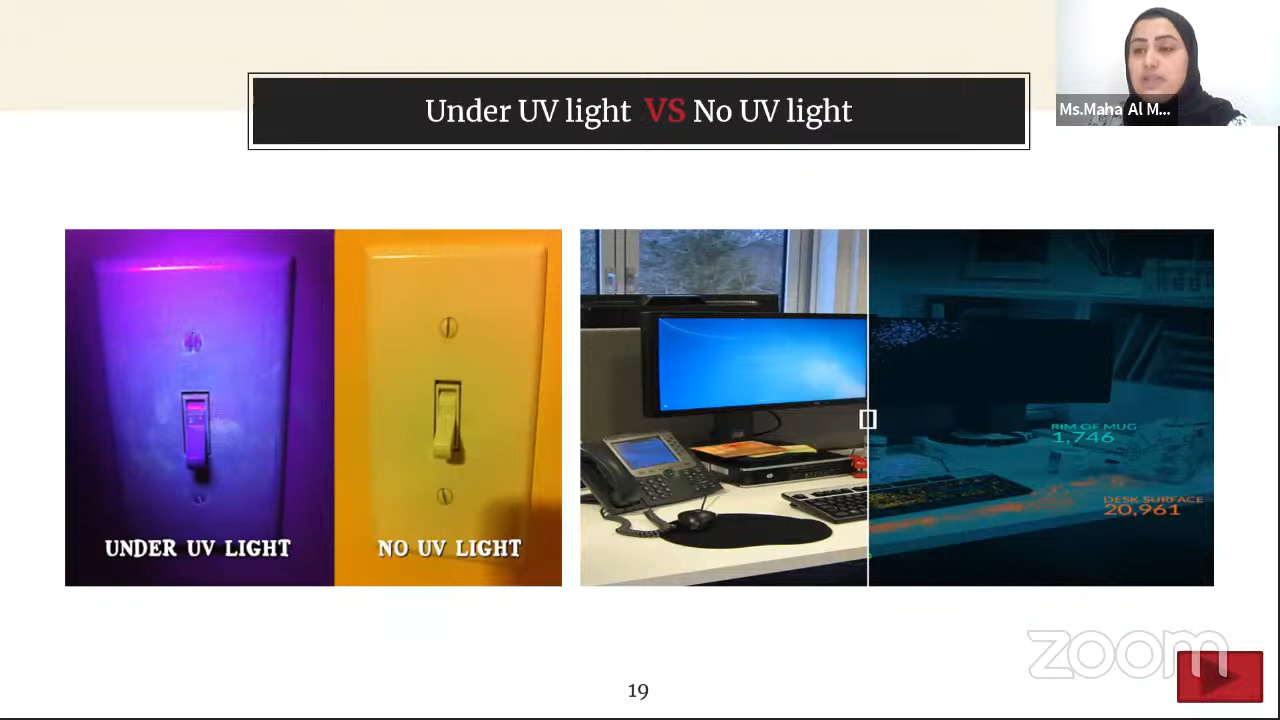 Under UV light VS No UV light
Ms.Maha Al M...
UNDER UV LIGHT
NO UV LIGHT
RIM OF MUG
1,746
DESK SURFACE
20,961
zoom
19